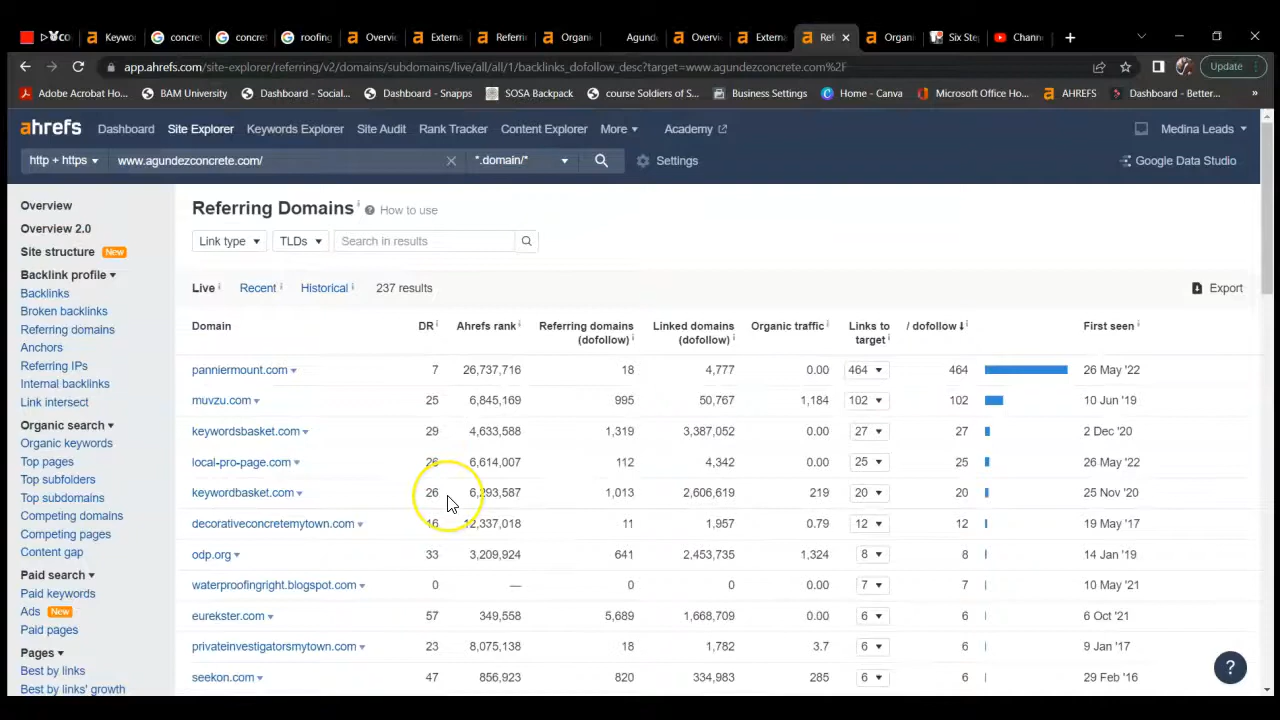 CO
Keywo
concre
concret
roofing
Overvi
Externa
Referrin
Organi
Agund
Overvi
Externa
Ref
Organ
Six Ste
Chann
app.ahrefs.com/site-explorer/referring/v2/domains/subdomains/live/all/all/1/backlinks_dofollow_desc?target=www.agundezconcrete.com%2F
Update
Adobe Acrobat Ho...
BAM University
Dashboard - Social...
Dashboard - Snapps
SOSA Backpack
course Soldiers of S...
Business Settings
Home - Canva
Microsoft Office Ho...
AHREFS
Dashboard - Better...
ahrefs
Dashboard
Site Explorer
Keywords Explorer
Site Audit
Rank Tracker
Content Explorer
More
Academy
Medina Leads
http + https
www.agundezconcrete.com/
*.domain/*
Settings
Google Data Studio
Overview
Overview 2.0
Site structure New
Backlink profile
Backlinks
Broken backlinks
Referring domains
Anchors
Referring IPs
Internal backlinks
Link intersect
Organic search
Organic keywords
Top pages
Top subfolders
Top subdomains
Competing domains
Competing pages
Content gap
Paid search
Paid keywords
Ads New
Paid pages
Pages
Best by links
Best by links' growth
Referring Domains
How to use
Link type
TLDs
Search in results
Live
Recent
Historical
237 results
Export
Domain DR Ahrefs rank Referring domains (dofollow) Linked domains (dofollow) Organic traffic Links to target / dofollow First seen
panniermount.com 7 26,737,716 18 4,777 0.00 464 464 26 May '22
muvzu.com 25 6,845,169 995 50,767 1,184 102 102 10 Jun '19
keywordsbasket.com 29 4,633,588 1,319 3,387,052 0.00 27 27 2 Dec '20
local-pro-page.com 26 6,614,007 112 4,342 0.00 25 25 26 May '22
keywordbasket.com 26 6,293,587 1,013 2,606,619 219 20 20 25 Nov '20
decorativeconcretemytown.com 16 12,337,018 11 1,957 0.79 12 12 19 May '17
odp.org 33 3,209,924 641 2,453,735 1,324 8 8 14 Jan '19
waterproofingright.blogspot.com 0 — 0 0 0.00 7 7 10 May '21
eurekster.com 57 349,558 5,689 1,668,709 0.00 6 6 6 Oct '21
privateinvestigatorsmytown.com 23 8,075,138 18 1,782 3.7 6 6 9 Jan '17
seekon.com 47 856,923 820 334,983 285 6 6 29 Feb '16